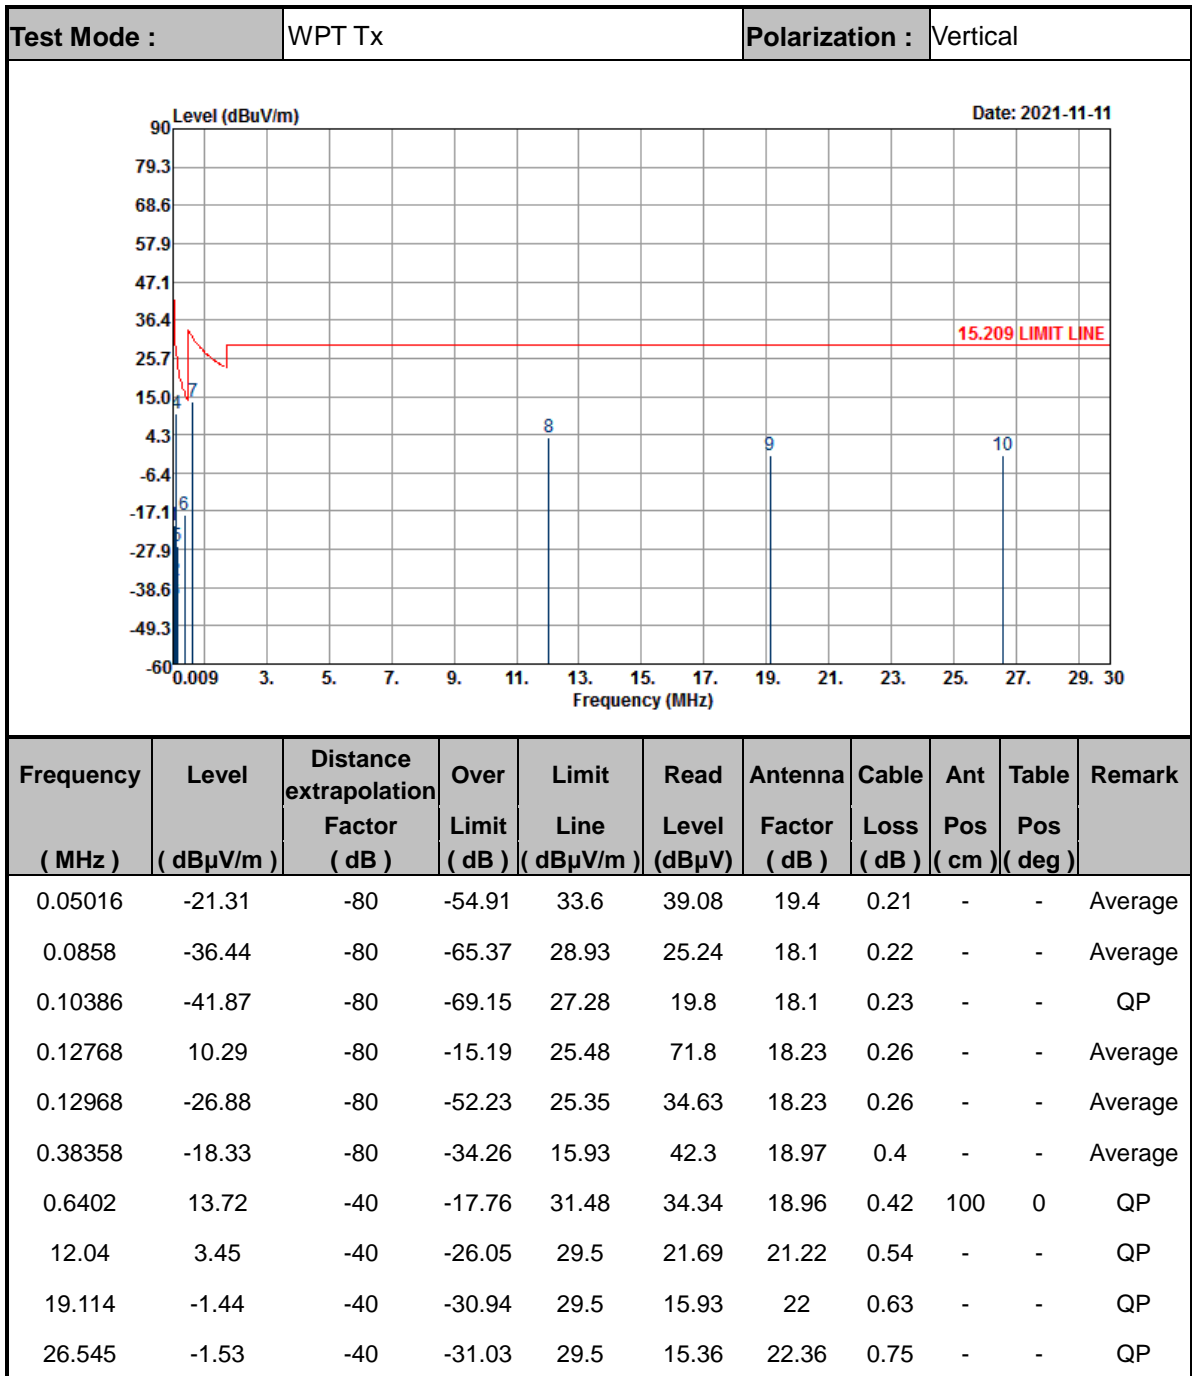 Test Mode : WPT Tx Polarization : Vertical
Level (dBuV/m) Date: 2021-11-11
90
79.3
68.6
57.9
47.1
36.4
15.209 LIMIT LINE
25.7
7
15.0
4
8
4.3
9 10
-6.4
6
-17.1
5
-27.9
-38.6
-49.3
-60
0.009 3. 5. 7. 9. 11. 13. 15. 17. 19. 21. 23. 25. 27. 29. 30
Frequency (MHz)
Frequency Level Distance extrapolation Over Limit Read Antenna Cable Ant Table Remark
Factor Limit Line Level Factor Loss Pos Pos
( MHz ) ( dBµV/m ) ( dB ) ( dB ) ( dBµV/m ) (dBµV) ( dB ) ( dB ) ( cm ) ( deg )
0.05016 -21.31 -80 -54.91 33.6 39.08 19.4 0.21 - - Average
0.0858 -36.44 -80 -65.37 28.93 25.24 18.1 0.22 - - Average
0.10386 -41.87 -80 -69.15 27.28 19.8 18.1 0.23 - - QP
0.12768 10.29 -80 -15.19 25.48 71.8 18.23 0.26 - - Average
0.12968 -26.88 -80 -52.23 25.35 34.63 18.23 0.26 - - Average
0.38358 -18.33 -80 -34.26 15.93 42.3 18.97 0.4 - - Average
0.6402 13.72 -40 -17.76 31.48 34.34 18.96 0.42 100 0 QP
12.04 3.45 -40 -26.05 29.5 21.69 21.22 0.54 - - QP
19.114 -1.44 -40 -30.94 29.5 15.93 22 0.63 - - QP
26.545 -1.53 -40 -31.03 29.5 15.36 22.36 0.75 - - QP